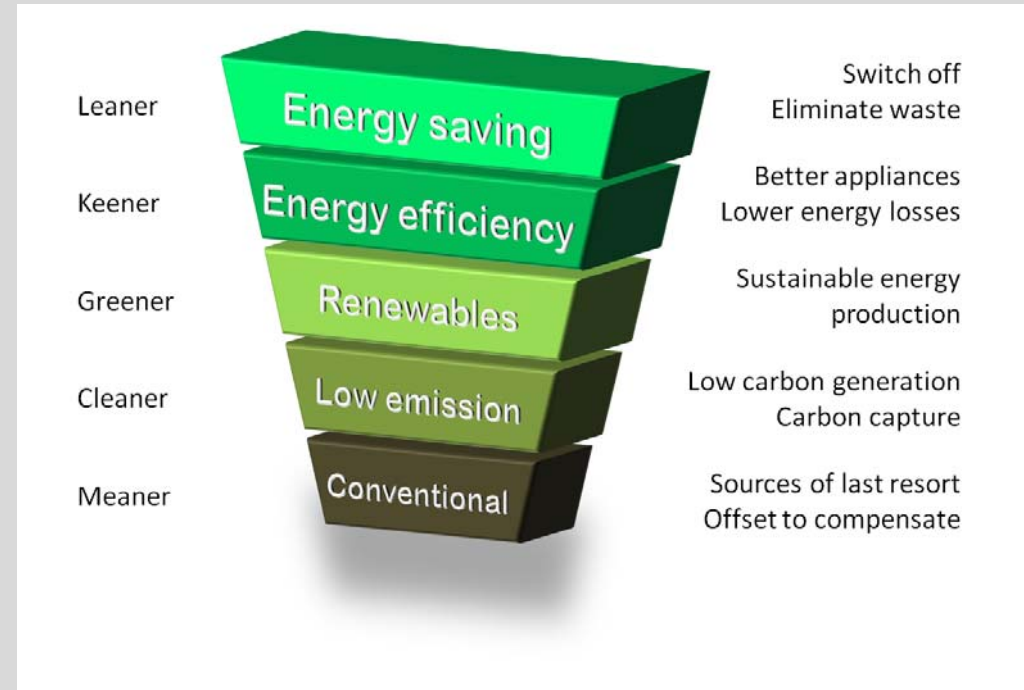 Leaner
Energy saving
Switch off
Eliminate waste
Keener
Energy efficiency
Better appliances
Lower energy losses
Greener
Renewables
Sustainable energy
production
Cleaner
Low emission
Low carbon generation
Carbon capture
Meaner
Conventional
Sources of last resort
Offset to compensate